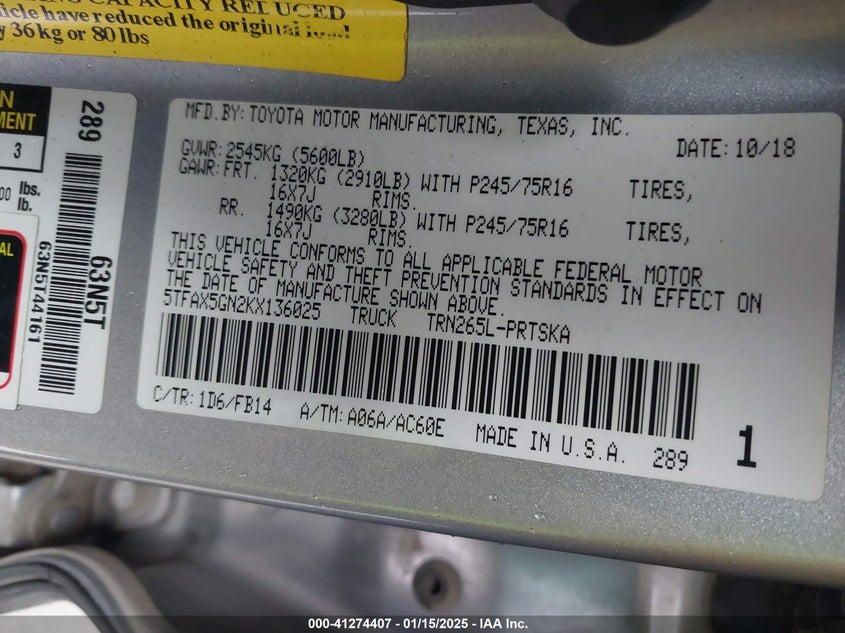 CAPACITY REDUCED
have reduced the original load
36 kg or 80 lbs
MENT
3
lbs.
lb.
289
63N5T
63N5T44161
MFD. BY: TOYOTA MOTOR MANUFACTURING, TEXAS, INC.
DATE: 10/18
GVWR: 2545KG (5600LB)
GAWR: FRT. 1320KG (2910LB) WITH P245/75R16 TIRES,
16X7J RIMS.
RR. 1490KG (3280LB) WITH P245/75R16 TIRES,
16X7J RIMS.
THIS VEHICLE CONFORMS TO ALL APPLICABLE FEDERAL MOTOR
VEHICLE SAFETY AND THEFT PREVENTION STANDARDS IN EFFECT ON
THE DATE OF MANUFACTURE SHOWN ABOVE.
5TFAX5GN2KX136025 TRUCK TRN265L-PRTSKA
C/TR: 1D6/FB14 A/TM: A06A/AC60E MADE IN U.S.A. 289
1
000-41274407 - 01/15/2025 - IAA Inc.